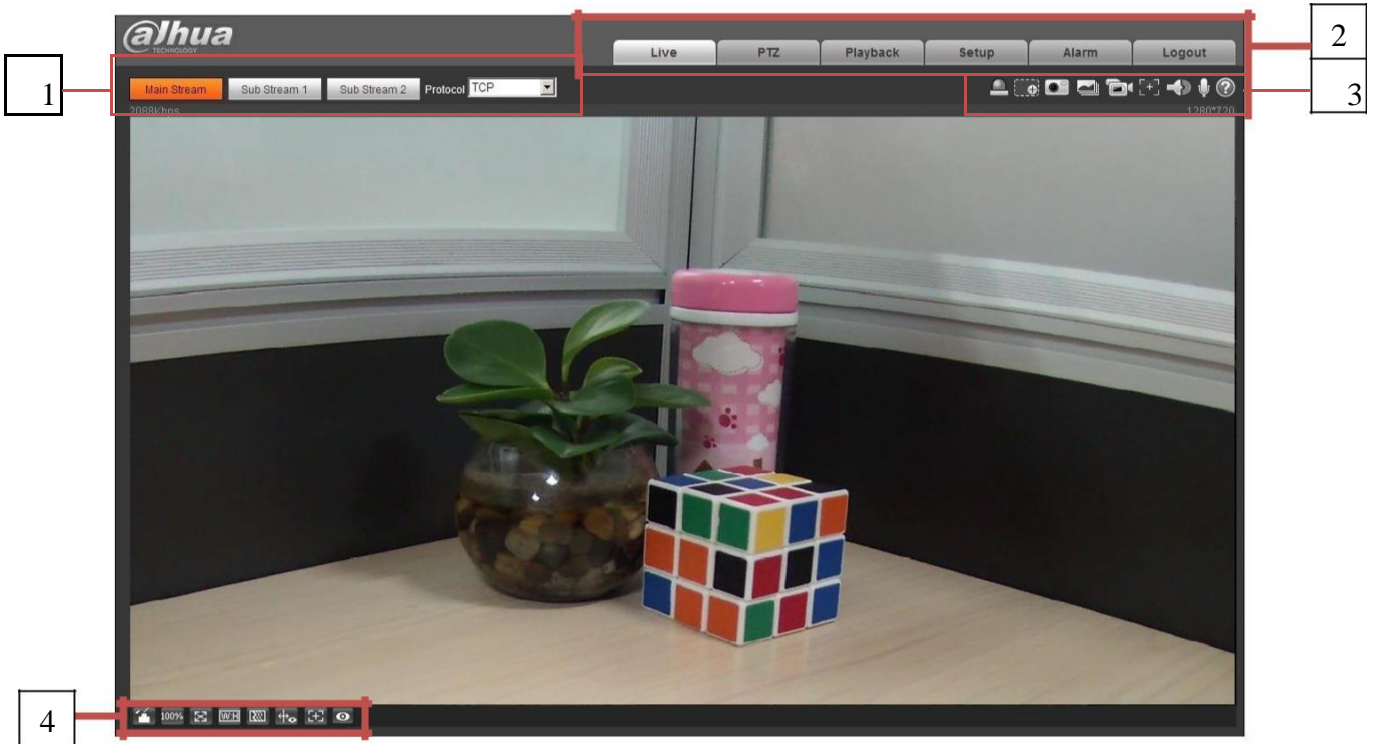 alhua
TECHNOLOGY
2
Live PTZ Playback Setup Alarm Logout
1
Main Stream Sub Stream 1 Sub Stream 2 Protocol TCP
3
2088Kbps 1280*720
4
100% W:H